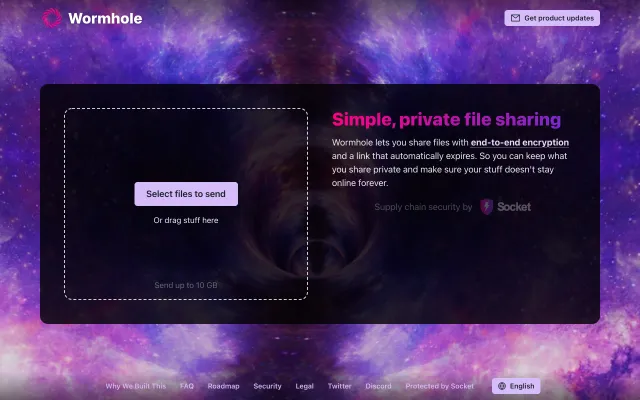 Wormhole
Get product updates
Select files to send
Or drag stuff here
Send up to 10 GB
Simple, private file sharing
Wormhole lets you share files with end-to-end encryption
and a link that automatically expires. So you can keep what
you share private and make sure your stuff doesn't stay
online forever.
Supply chain security by Socket
Why We Built This FAQ Roadmap Security Legal Twitter Discord Protected by Socket English